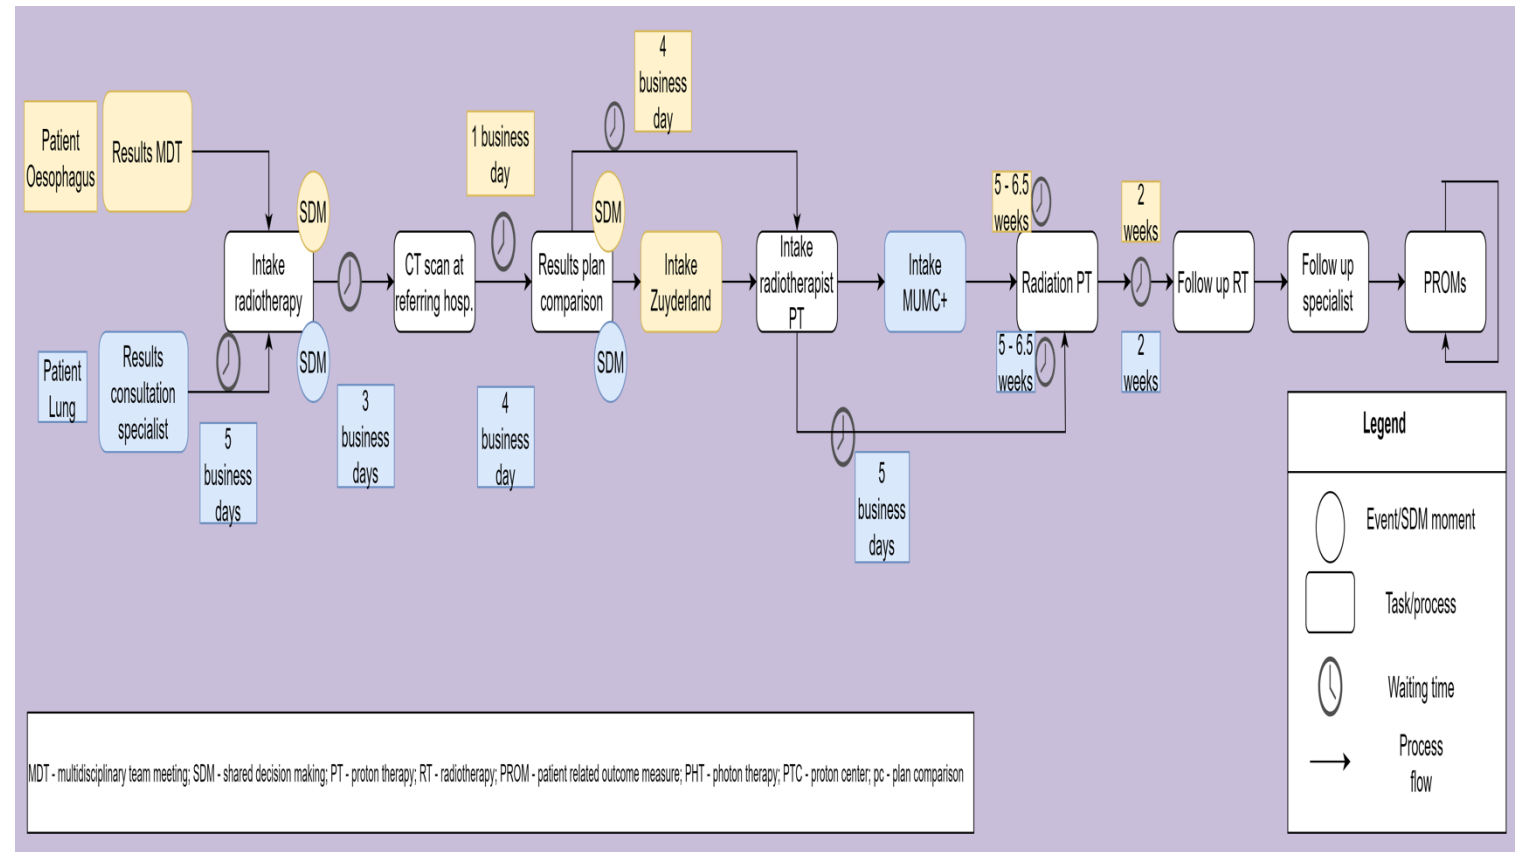 4
business
day
Patient
Oesophagus
Results MDT
1 business
day
SDM
SDM
5 - 6.5
weeks
2
weeks
Intake
radiotherapy
CT scan at
referring hosp.
Results plan
comparison
Intake
Zuyderland
Intake
radiotherapist
PT
Intake
MUMC+
Radiation PT
Follow up RT
Follow up
specialist
PROMs
Patient
Lung
Results
consultation
specialist
SDM
SDM
5 - 6.5
weeks
2
weeks
5
business
days
3
business
days
4
business
day
5
business
days
Legend
Event/SDM moment
Task/process
Waiting time
Process
flow
MDT - multidisciplinary team meeting; SDM - shared decision making; PT - proton therapy; RT - radiotherapy; PROM - patient related outcome measure; PHT - photon therapy; PTC - proton center; pc - plan comparison